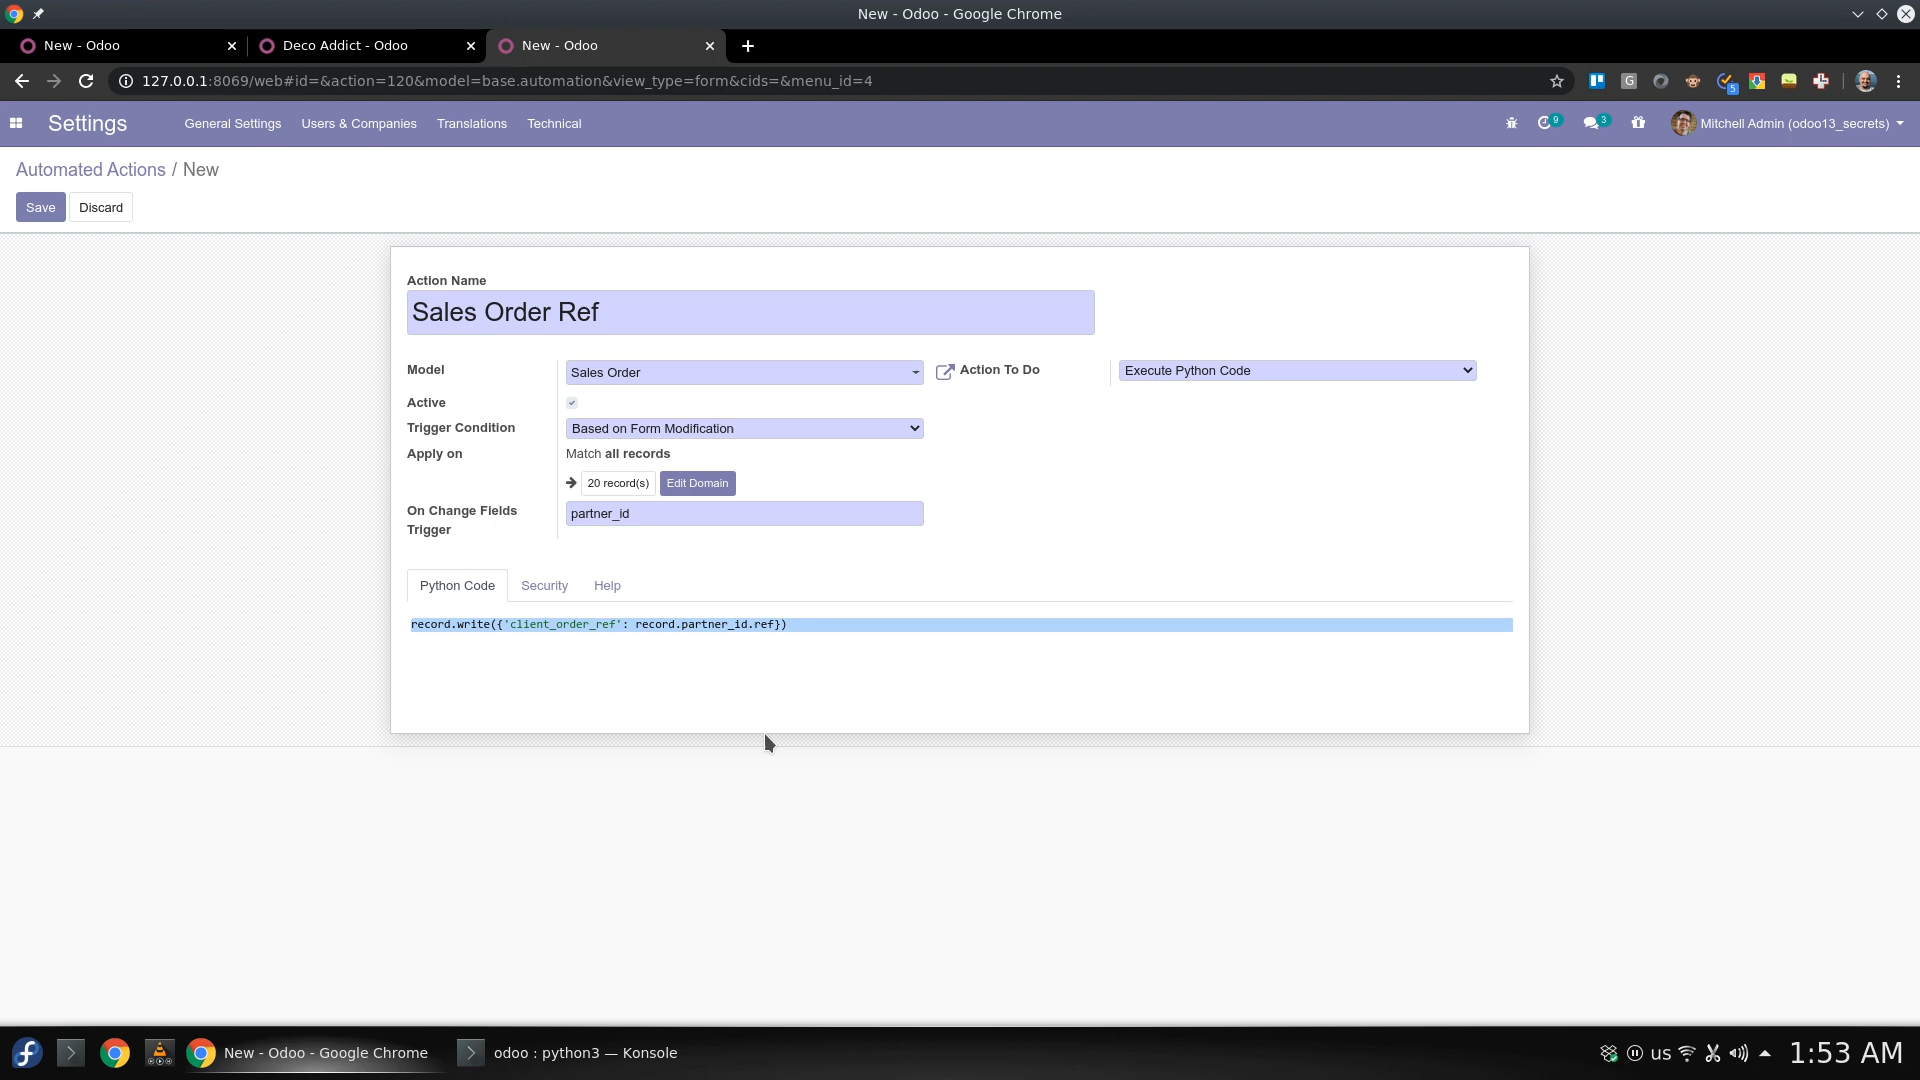 New - Odoo - Google Chrome
New - Odoo
Deco Addict - Odoo
New - Odoo
127.0.0.1:8069/web#id=&action=120&model=base.automation&view_type=form&cids=&menu_id=4
G
5
Settings
General Settings
Users & Companies
Translations
Technical
9
3
Mitchell Admin (odoo13_secrets)
Automated Actions / New
Save
Discard
Action Name
Sales Order Ref
Model
Sales Order
Action To Do
Execute Python Code
Active
Trigger Condition
Based on Form Modification
Apply on
Match all records
20 record(s)
Edit Domain
On Change Fields
Trigger
partner_id
Python Code
Security
Help
record.write({'client_order_ref': record.partner_id.ref})
New - Odoo - Google Chrome
odoo : python3 — Konsole
us
1:53 AM